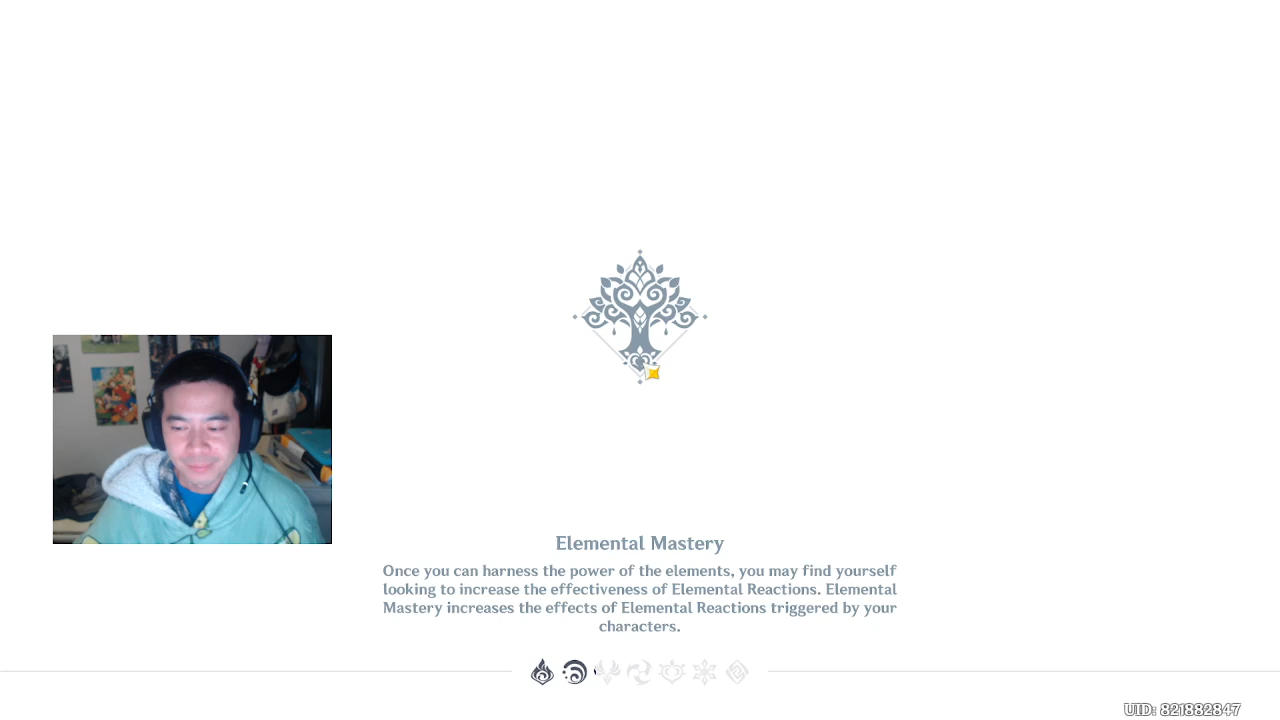 Elemental Mastery
Once you can harness the power of the elements, you may find yourself
looking to increase the effectiveness of Elemental Reactions. Elemental
Mastery increases the effects of Elemental Reactions triggered by your
characters.
UID: 821882847